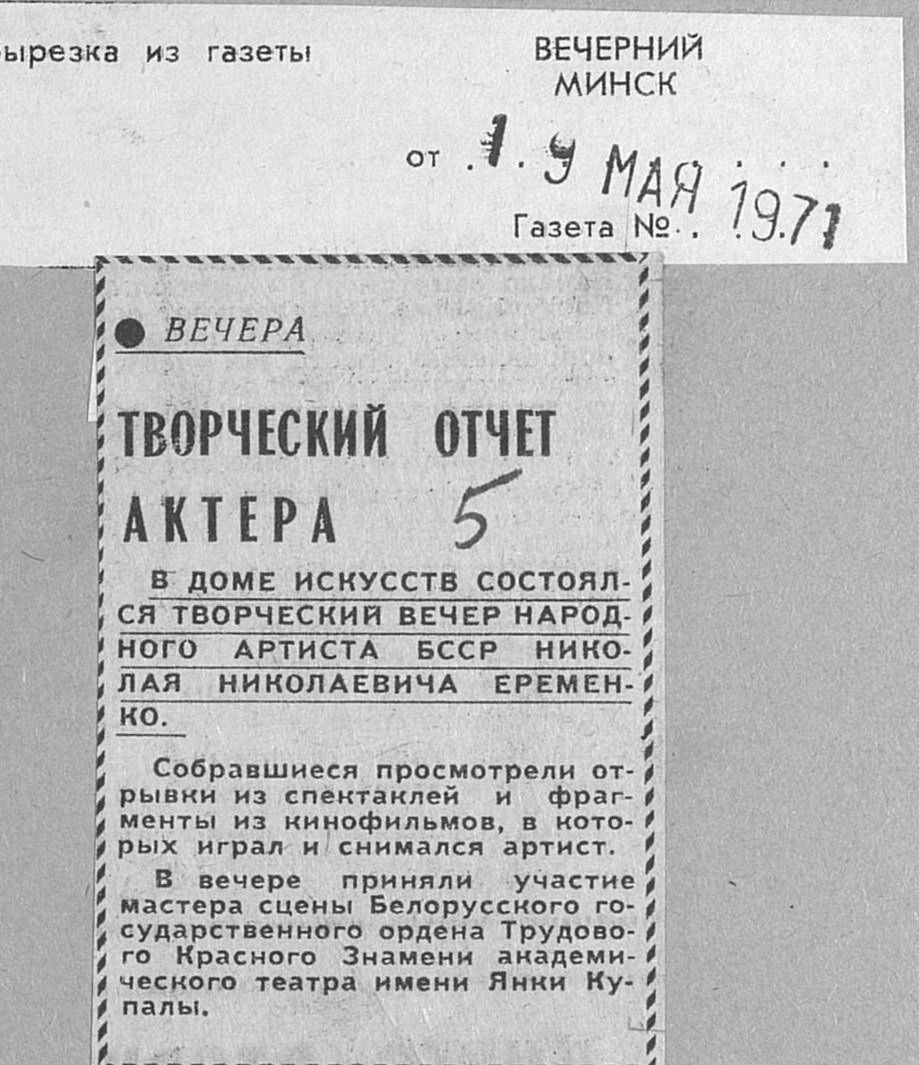 вырезка из газеты
ВЕЧЕРНИЙ
МИНСК
от 19 МАЯ 1971
Газета №
● ВЕЧЕРА
ТВОРЧЕСКИЙ ОТЧЕТ
АКТЕРА 5
В ДОМЕ ИСКУССТВ СОСТОЯЛ-
СЯ ТВОРЧЕСКИЙ ВЕЧЕР НАРОД-
НОГО АРТИСТА БССР НИКО-
ЛАЯ НИКОЛАЕВИЧА ЕРЕМЕН-
КО.
Собравшиеся просмотрели от-
рывки из спектаклей и фраг-
менты из кинофильмов, в кото-
рых играл и снимался артист.
В вечере приняли участие
мастера сцены Белорусского го-
сударственного ордена Трудово-
го Красного Знамени академи-
ческого театра имени Янки Ку-
палы.